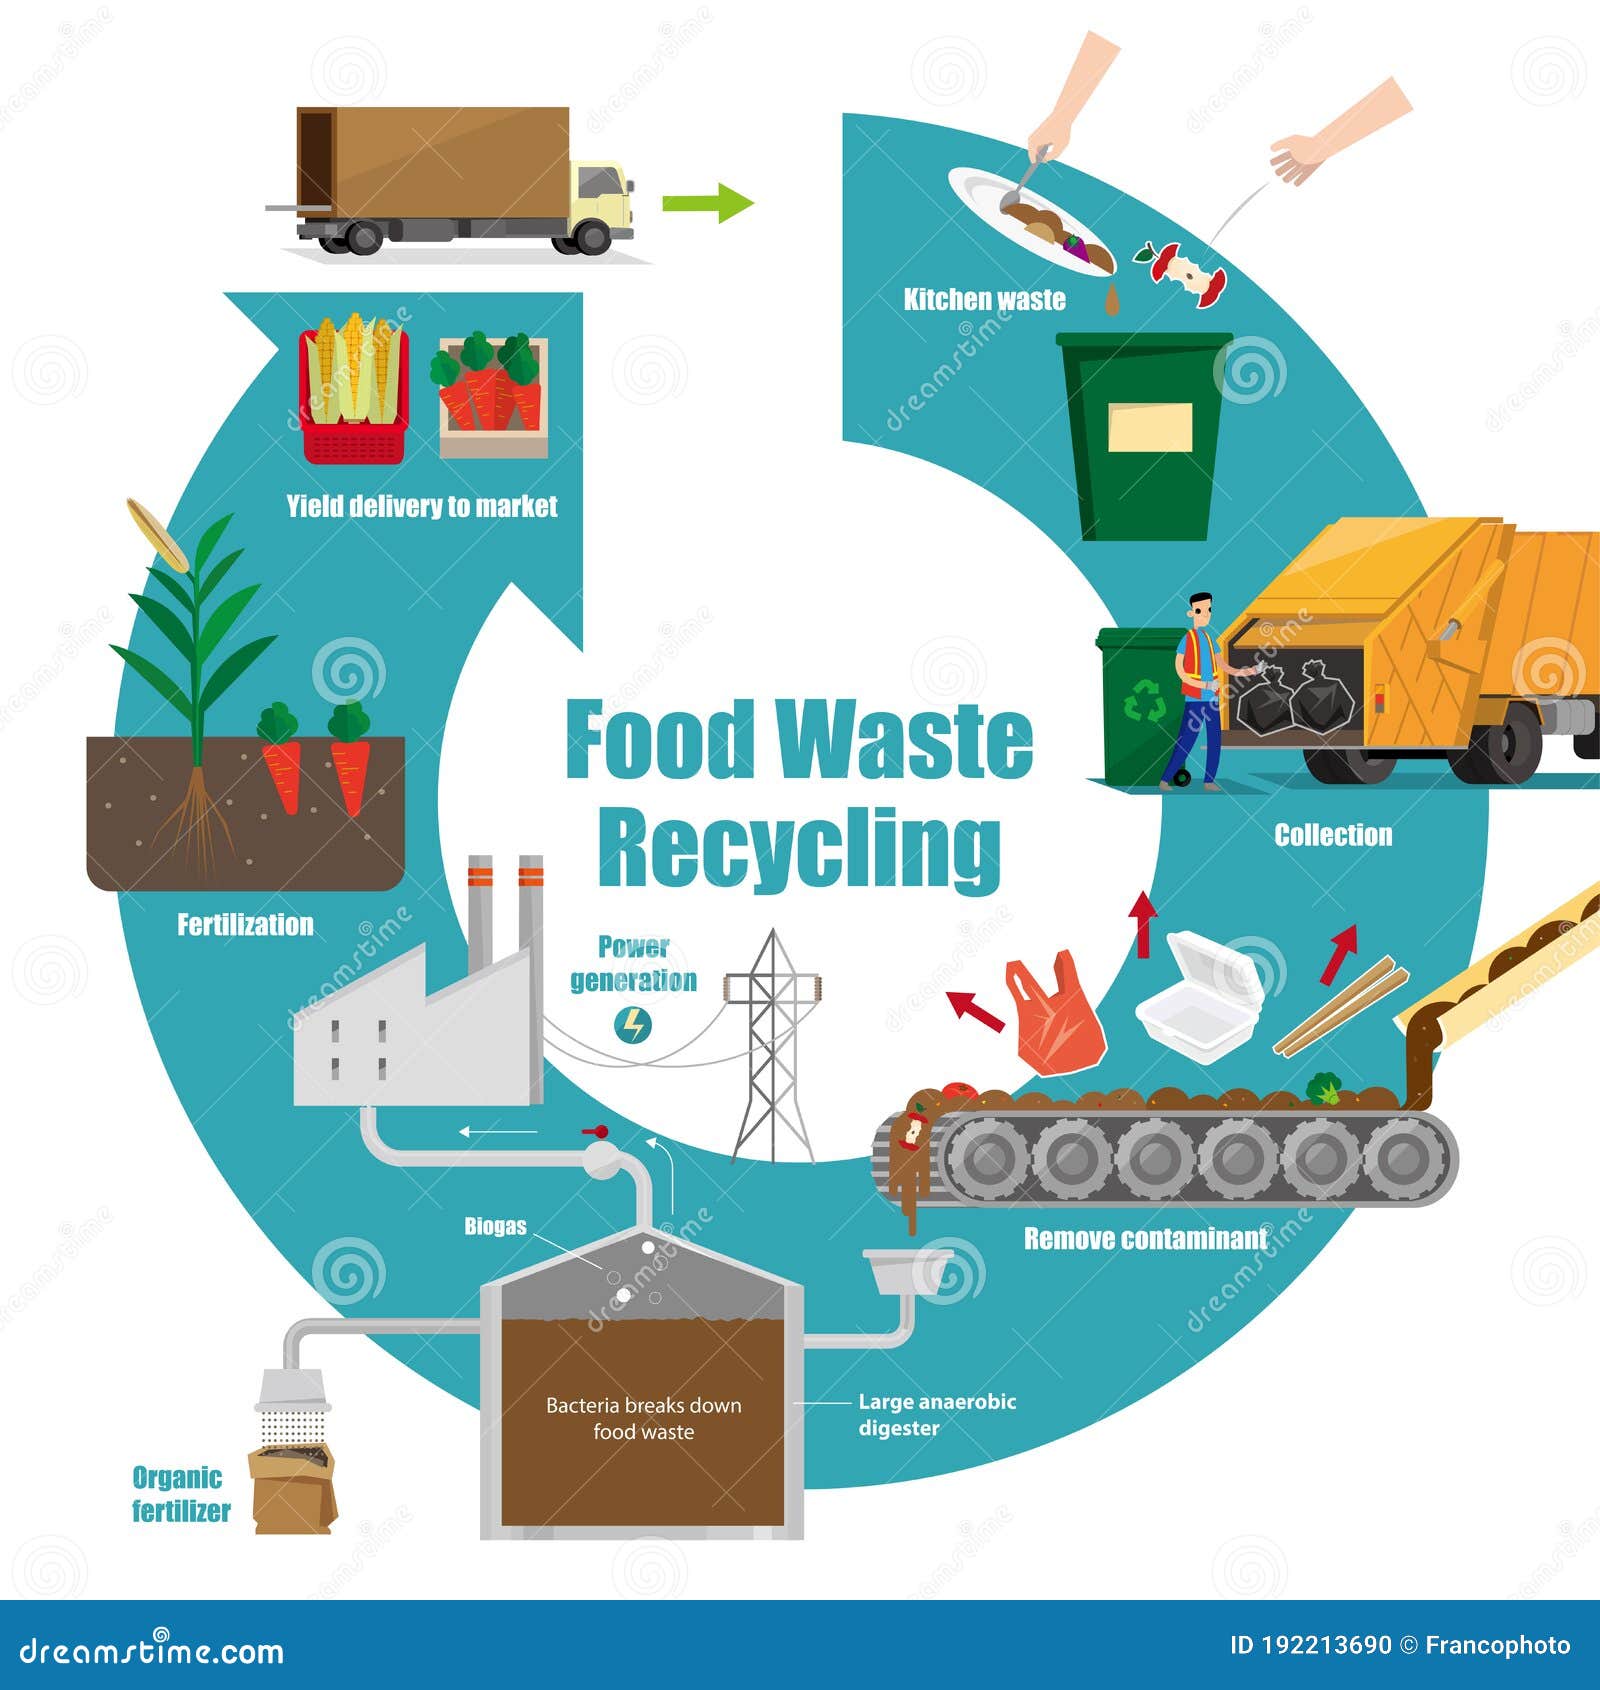 Kitchen waste
Yield delivery to market
Food Waste
Recycling
Collection
Fertilization
Power
generation
Biogas
Remove contaminant
Bacteria breaks down
food waste
Large anaerobic
digester
Organic
fertilizer
dreamstime.com
ID 192213690 © Francophoto